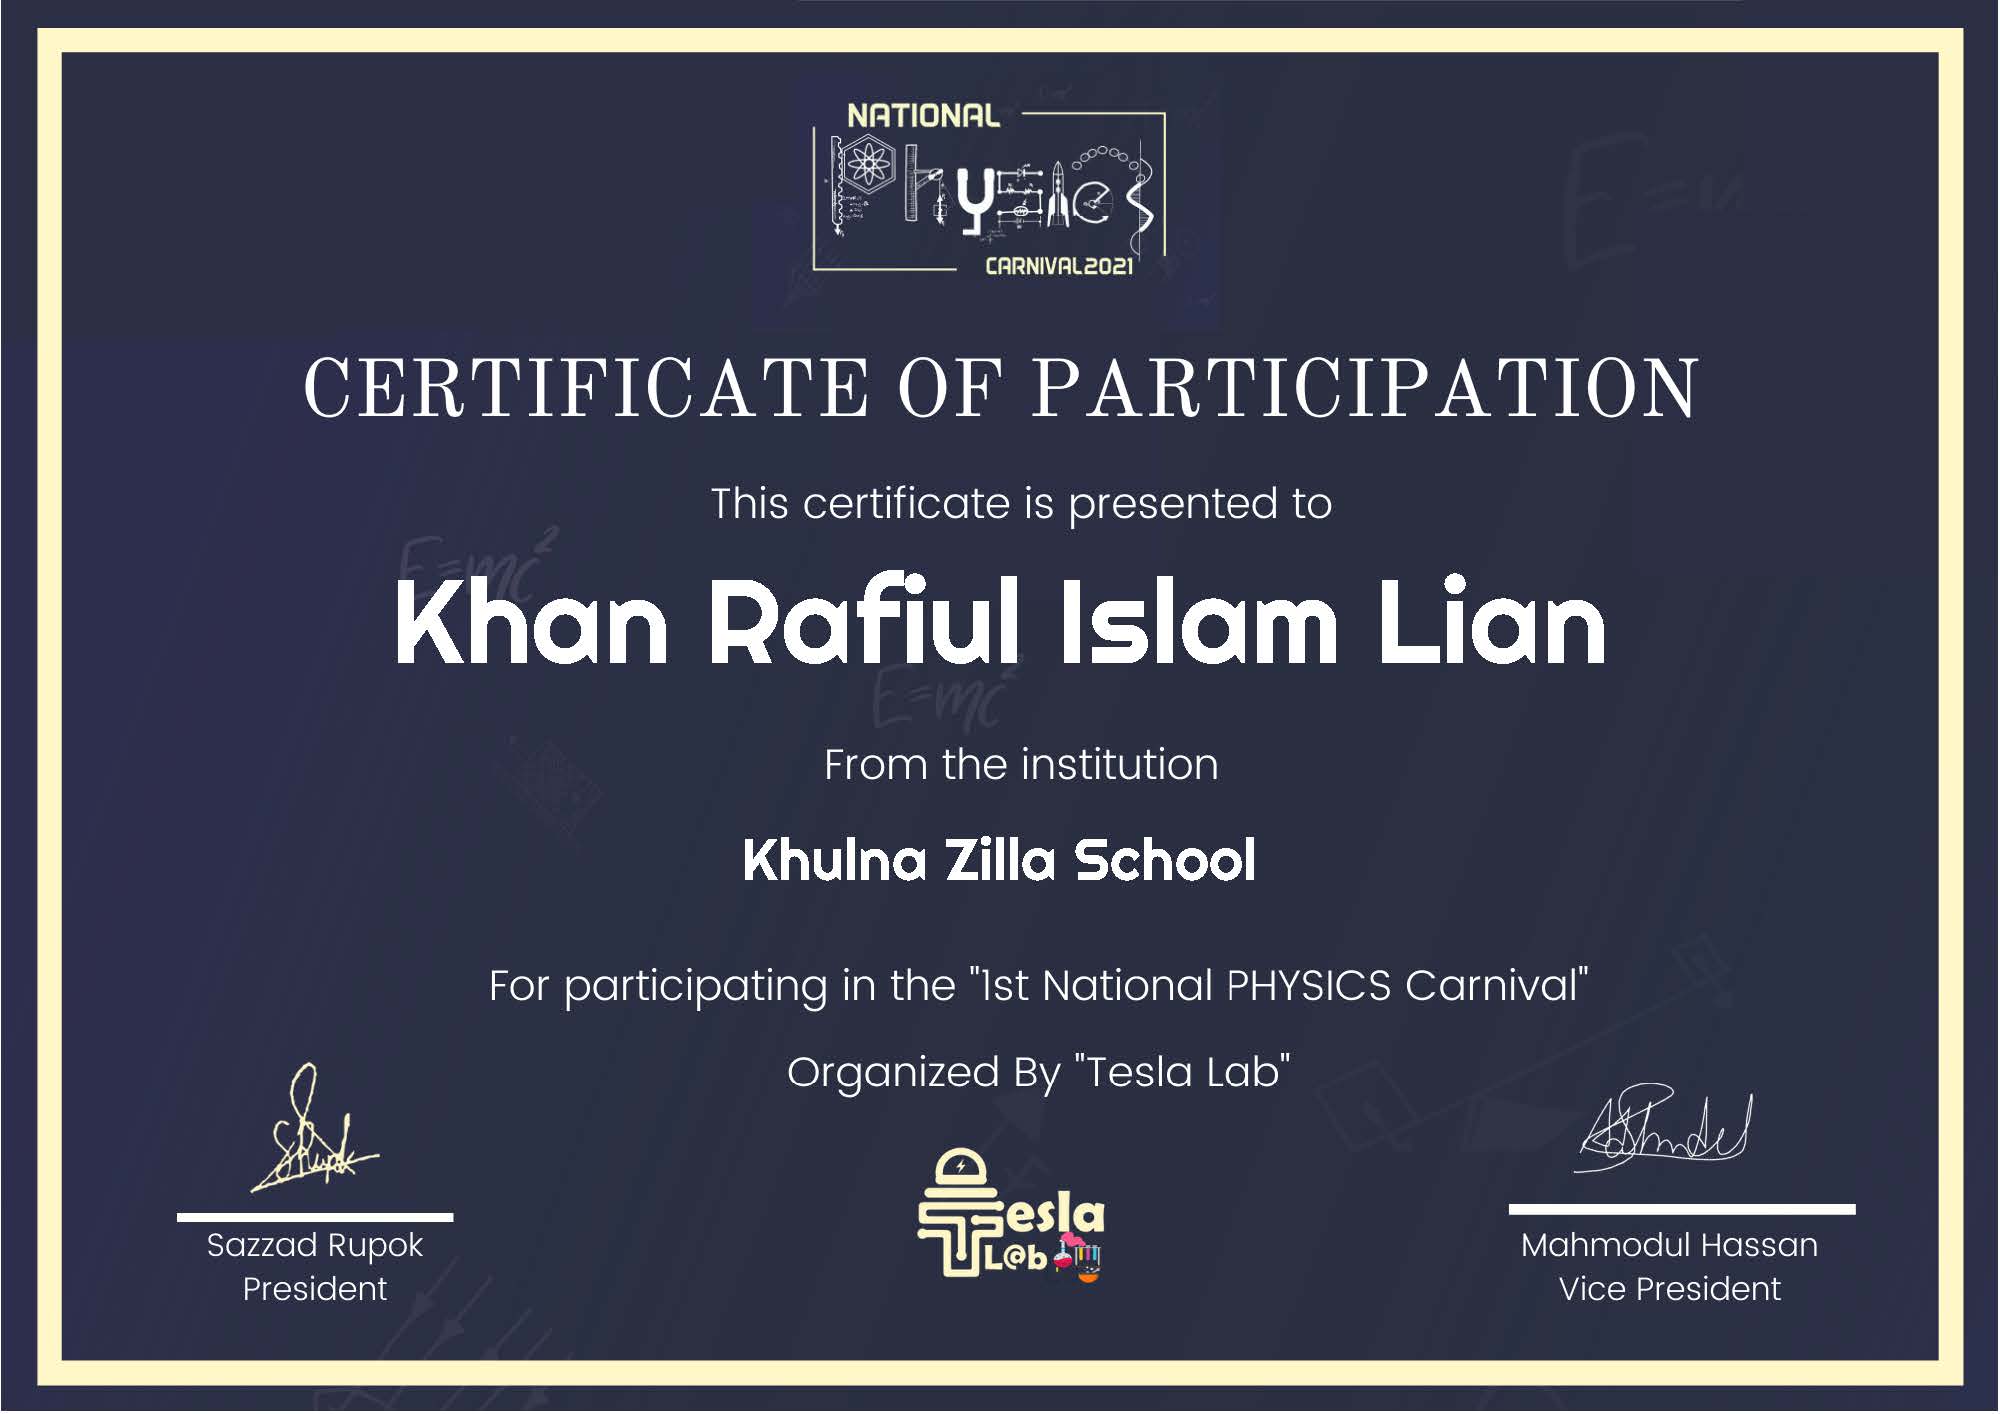 NATIONAL
Physics
CARNIVAL2021
CERTIFICATE OF PARTICIPATION
This certificate is presented to
E=mc²
Khan Rafiul Islam Lian
E=mc²
From the institution
Khulna Zilla School
For participating in the "1st National PHYSICS Carnival"
Organized By "Tesla Lab"
Tesla
L@b
Sazzad Rupok
President
Mahmodul Hassan
Vice President